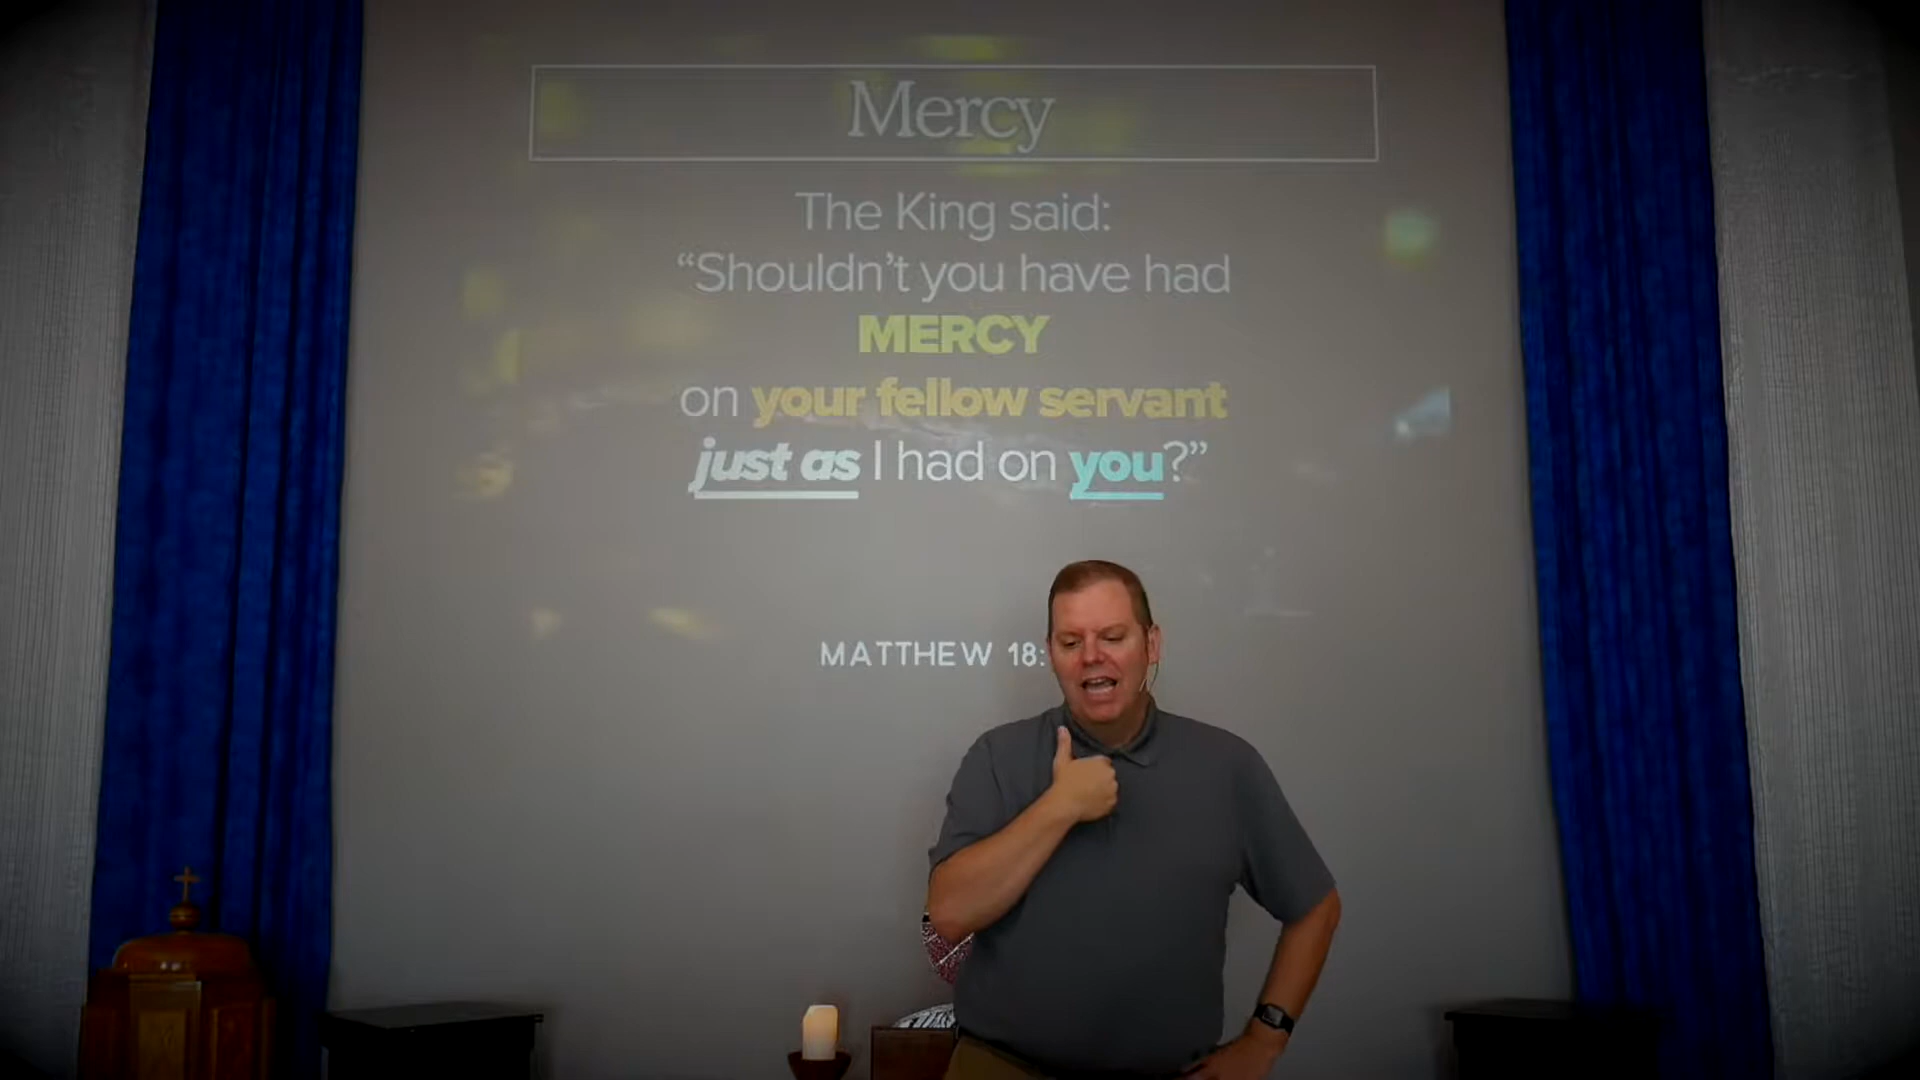 Mercy
The King said:
“Shouldn’t you have had
MERCY
on your fellow servant
just as I had on you?”
MATTHEW 18: